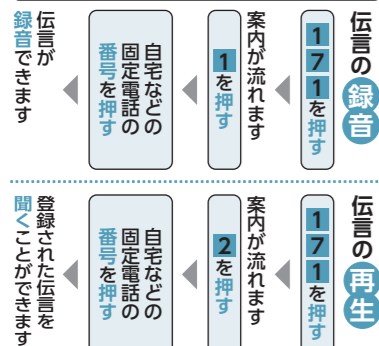 伝言の録音
171を押す
案内が流れます
1を押す
自宅などの
固定電話の
番号を押す
伝言が
録音できます
伝言の再生
171を押す
案内が流れます
2を押す
自宅などの
固定電話の
番号を押す
登録された伝言を
聞くことができます